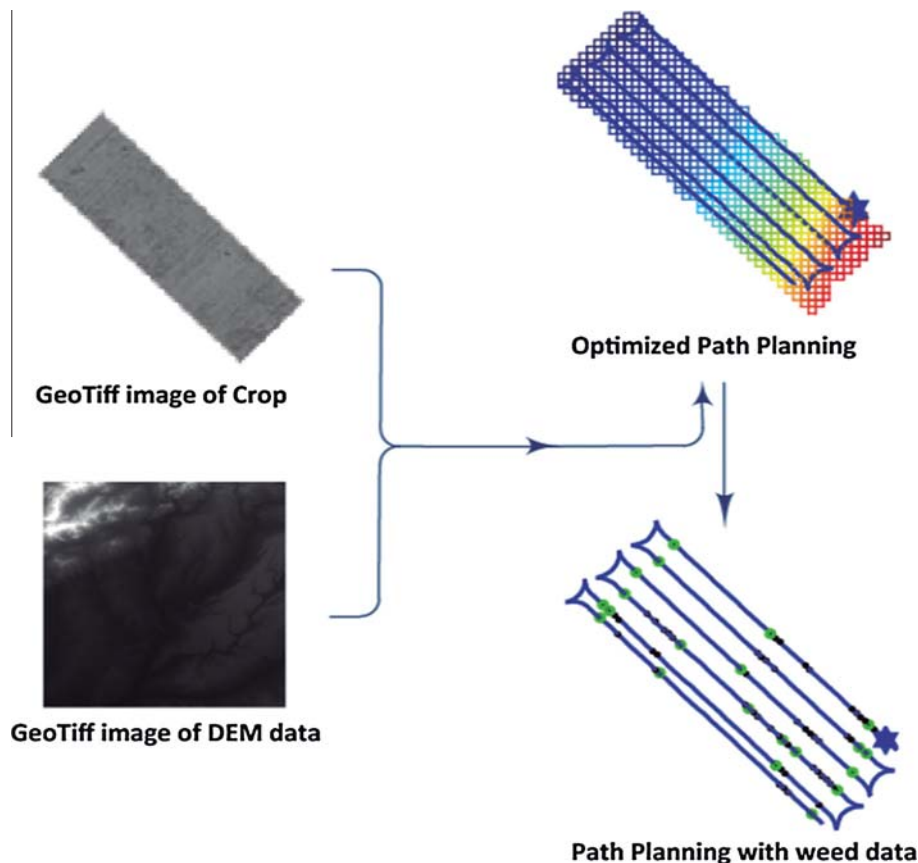 GeoTiff image of Crop
Optimized Path Planning
GeoTiff image of DEM data
Path Planning with weed data